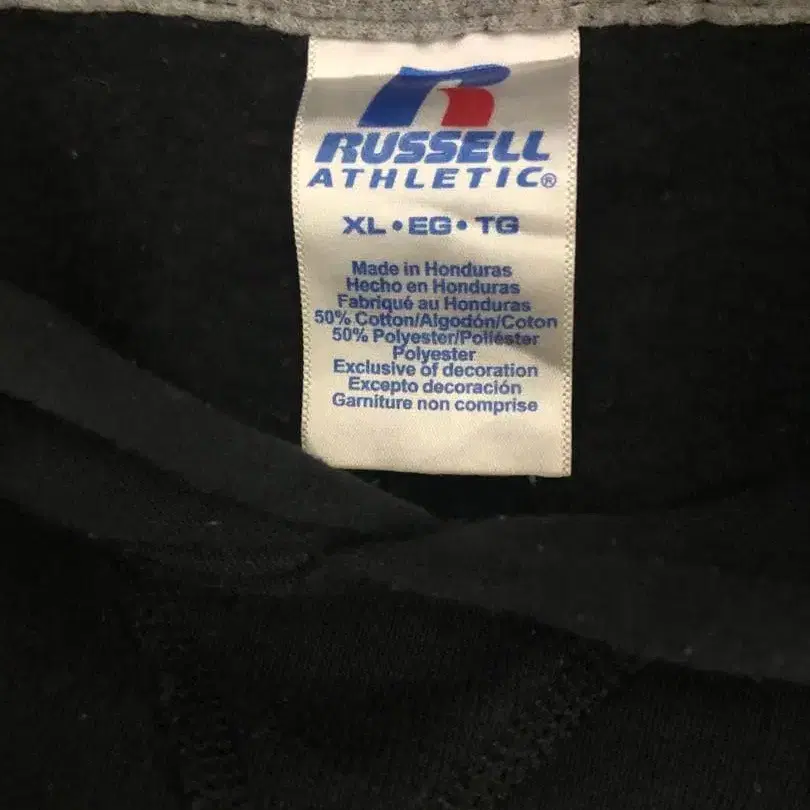 RUSSELL
ATHLETIC®
XL • EG • TG
Made in Honduras
Hecho en Honduras
Fabriqué au Honduras
50% Cotton/Algodón/Coton
50% Polyester/Poliéster
Polyester
Exclusive of decoration
Excepto decoración
Garniture non comprise